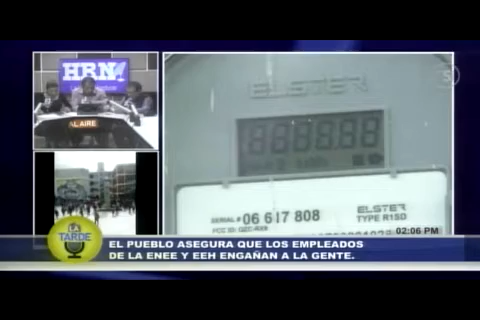 HRN
AL AIRE
ELSTER
888888
SERIAL# 06 617 808
ELSTER
TYPE R1SD
02:06 PM
LA
TARDE
EL PUEBLO ASEGURA QUE LOS EMPLEADOS
DE LA ENEE Y EEH ENGAÑAN A LA GENTE.